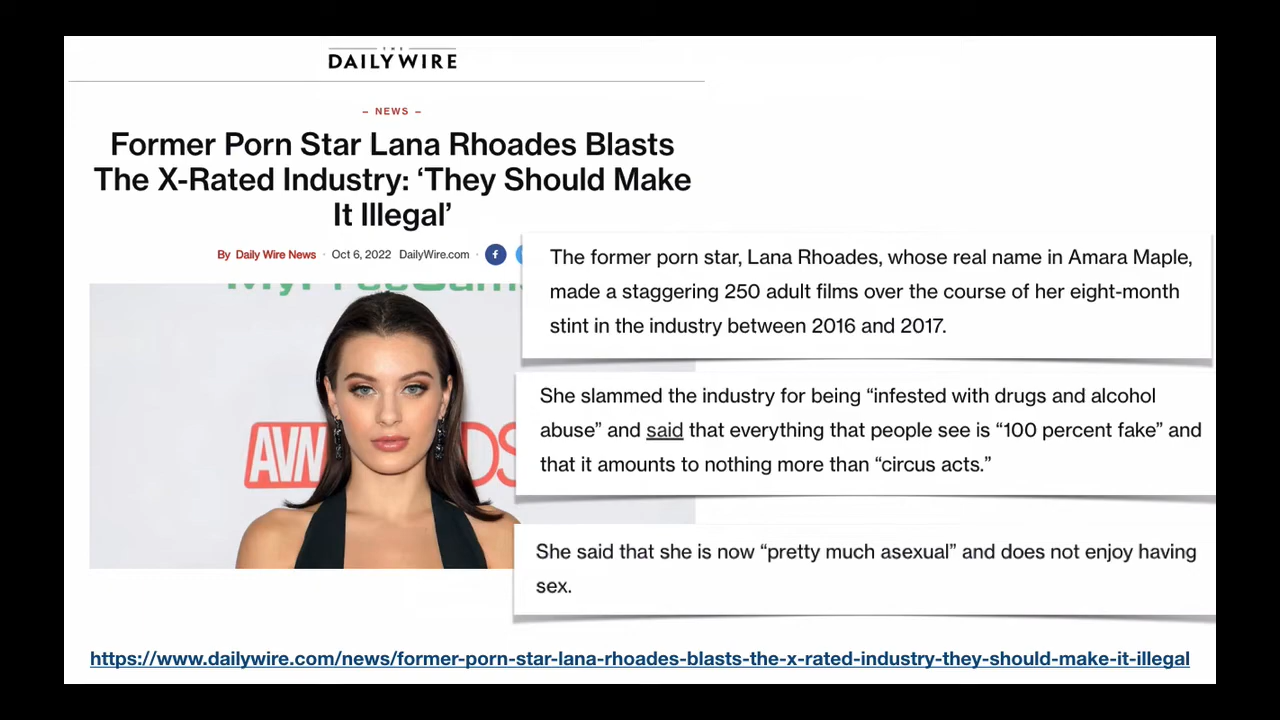 DAILYWIRE
– NEWS –
Former Porn Star Lana Rhoades Blasts
The X-Rated Industry: ‘They Should Make
It Illegal’
By Daily Wire News · Oct 6, 2022 DailyWire.com · f
The former porn star, Lana Rhoades, whose real name in Amara Maple,
made a staggering 250 adult films over the course of her eight-month
stint in the industry between 2016 and 2017.
AVN
She slammed the industry for being “infested with drugs and alcohol
abuse” and said that everything that people see is “100 percent fake” and
that it amounts to nothing more than “circus acts.”
She said that she is now “pretty much asexual” and does not enjoy having
sex.
https://www.dailywire.com/news/former-porn-star-lana-rhoades-blasts-the-x-rated-industry-they-should-make-it-illegal